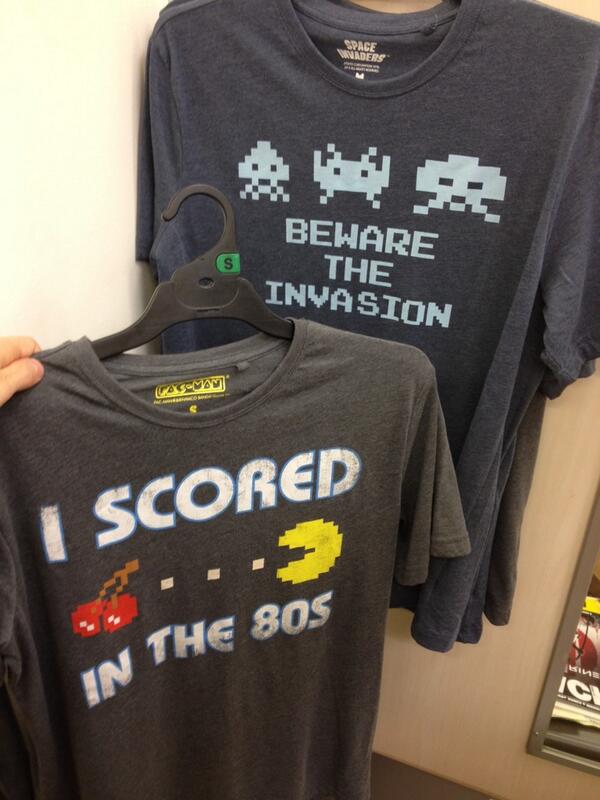 SPACE
INVADERS
M
BEWARE
THE
INVASION
S
PAC-MAN
S
I SCORED
IN THE 80S